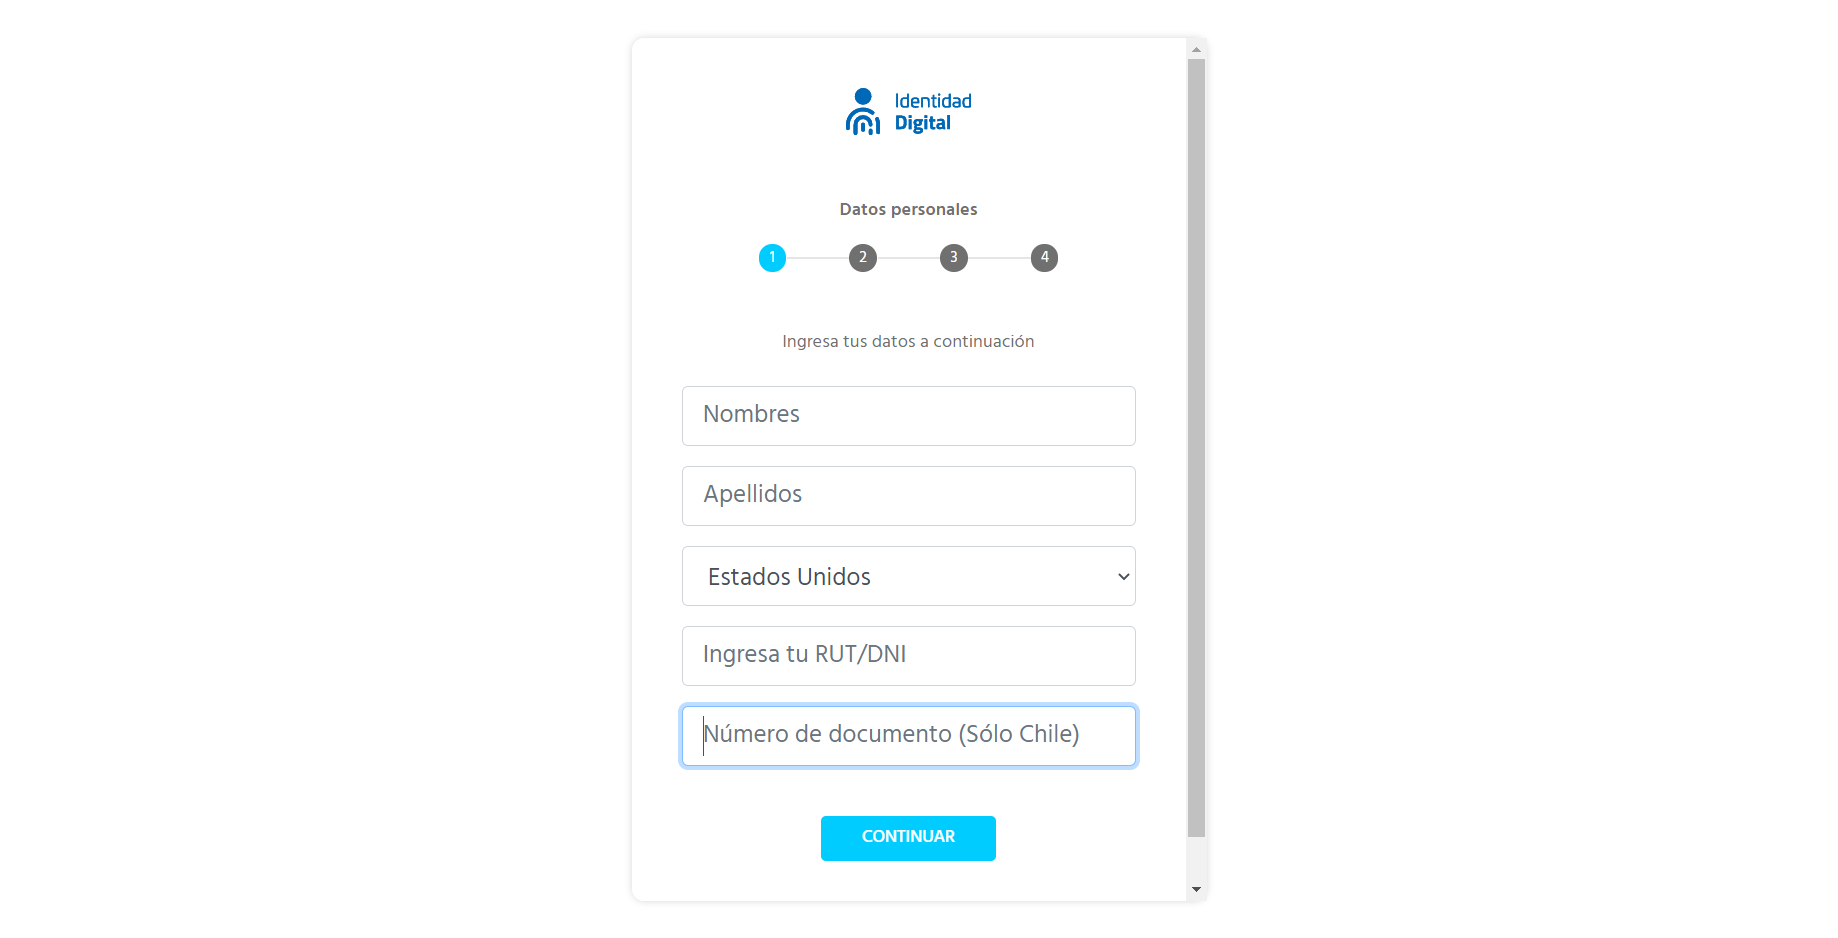 Identidad
Digital
Datos personales
1 2 3 4
Ingresa tus datos a continuación
Nombres
Apellidos
Estados Unidos
Ingresa tu RUT/DNI
Número de documento (Sólo Chile)
CONTINUAR